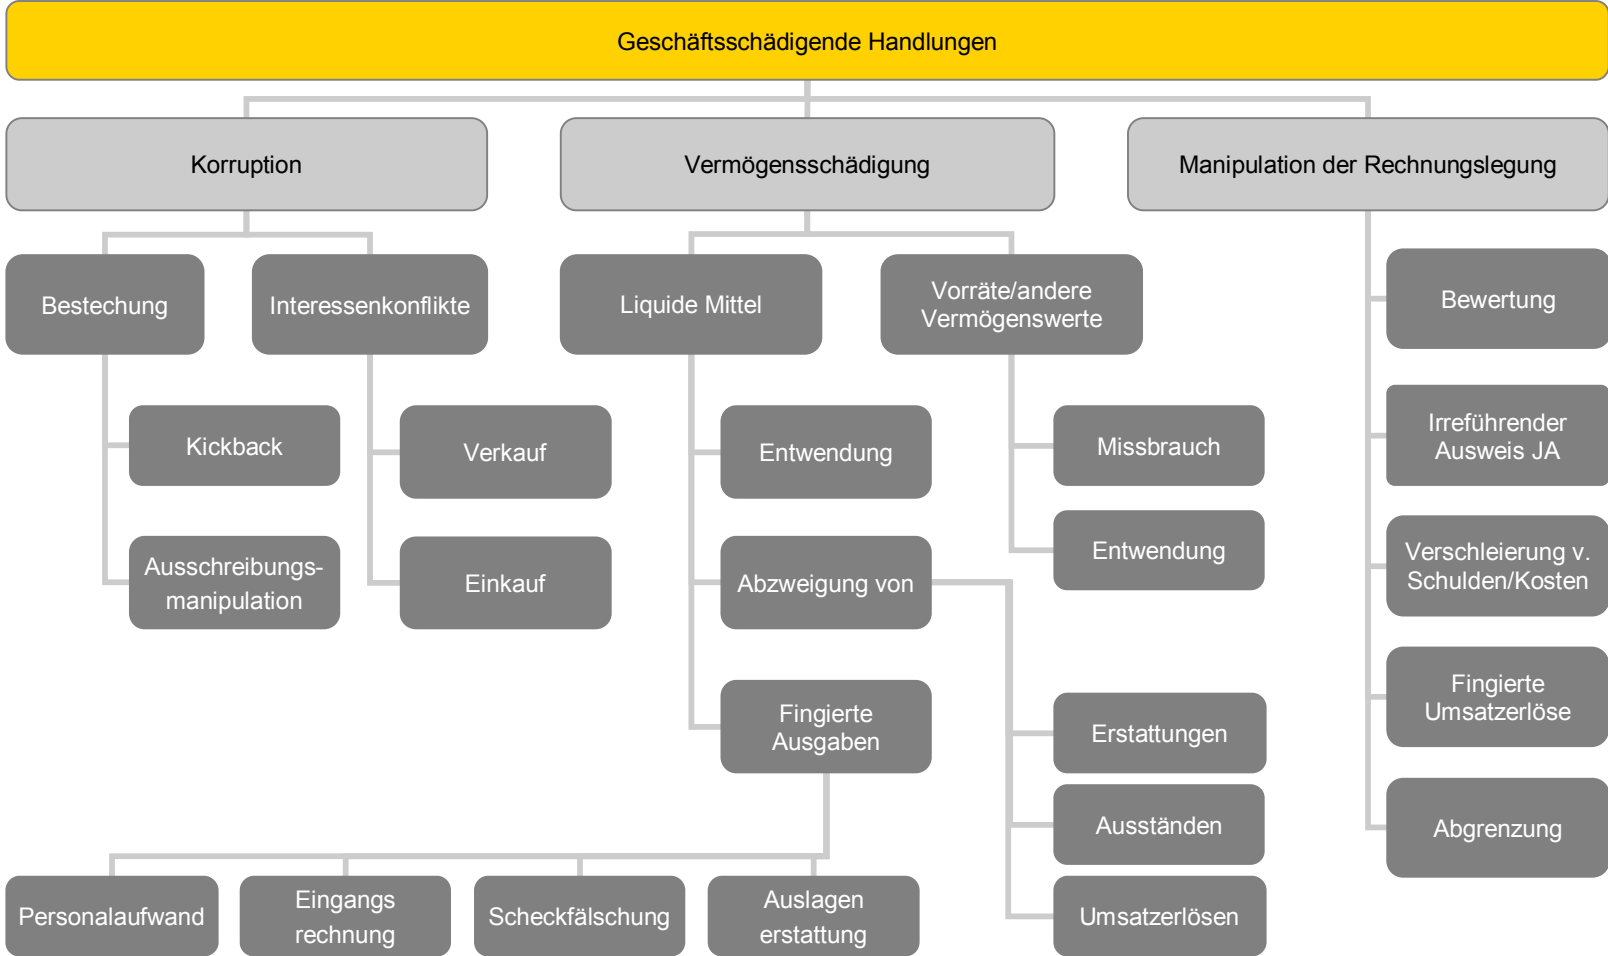 Geschäftsschädigende Handlungen
Korruption
Vermögensschädigung
Manipulation der Rechnungslegung
Bestechung
Interessenkonflikte
Liquide Mittel
Vorräte/andere
Vermögenswerte
Bewertung
Kickback
Verkauf
Entwendung
Missbrauch
Irreführender
Ausweis JA
Ausschreibungs-
manipulation
Einkauf
Abzweigung von
Entwendung
Verschleierung v.
Schulden/Kosten
Fingierte
Ausgaben
Erstattungen
Fingierte
Umsatzerlöse
Ausständen
Abgrenzung
Personalaufwand
Eingangs
rechnung
Scheckfälschung
Auslagen
erstattung
Umsatzerlösen